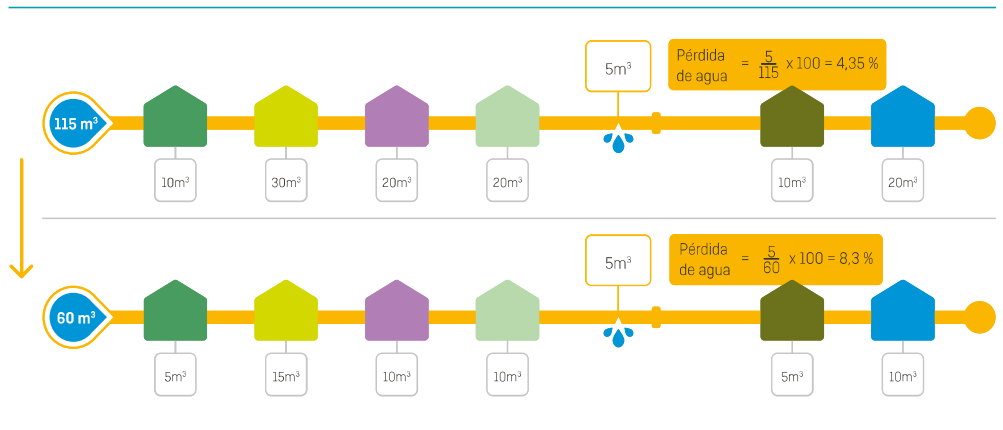 5m³
Pérdida
de agua = 5/115 x 100 = 4,35 %
115 m³
10m³ 30m³ 20m³ 20m³ 10m³ 20m³
5m³
Pérdida
de agua = 5/60 x 100 = 8,3 %
60 m³
5m³ 15m³ 10m³ 10m³ 5m³ 10m³